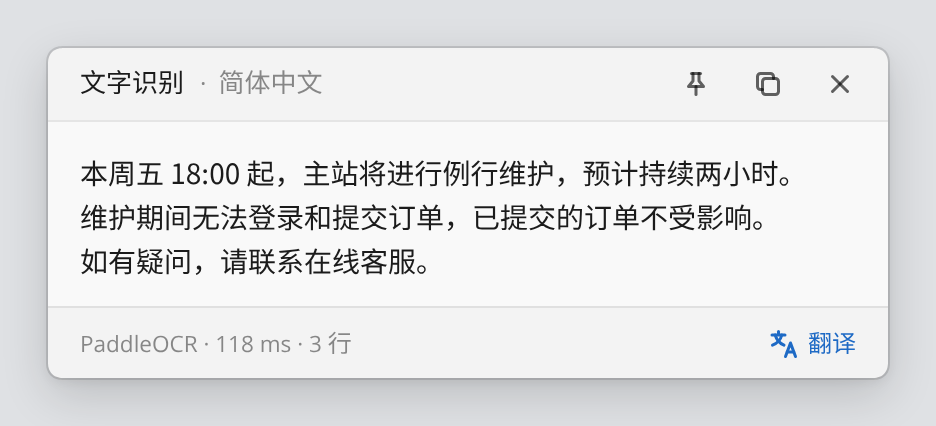 文字识别 · 简体中文
本周五 18:00 起，主站将进行例行维护，预计持续两小时。
维护期间无法登录和提交订单，已提交的订单不受影响。
如有疑问，请联系在线客服。
PaddleOCR · 118 ms · 3 行
翻译